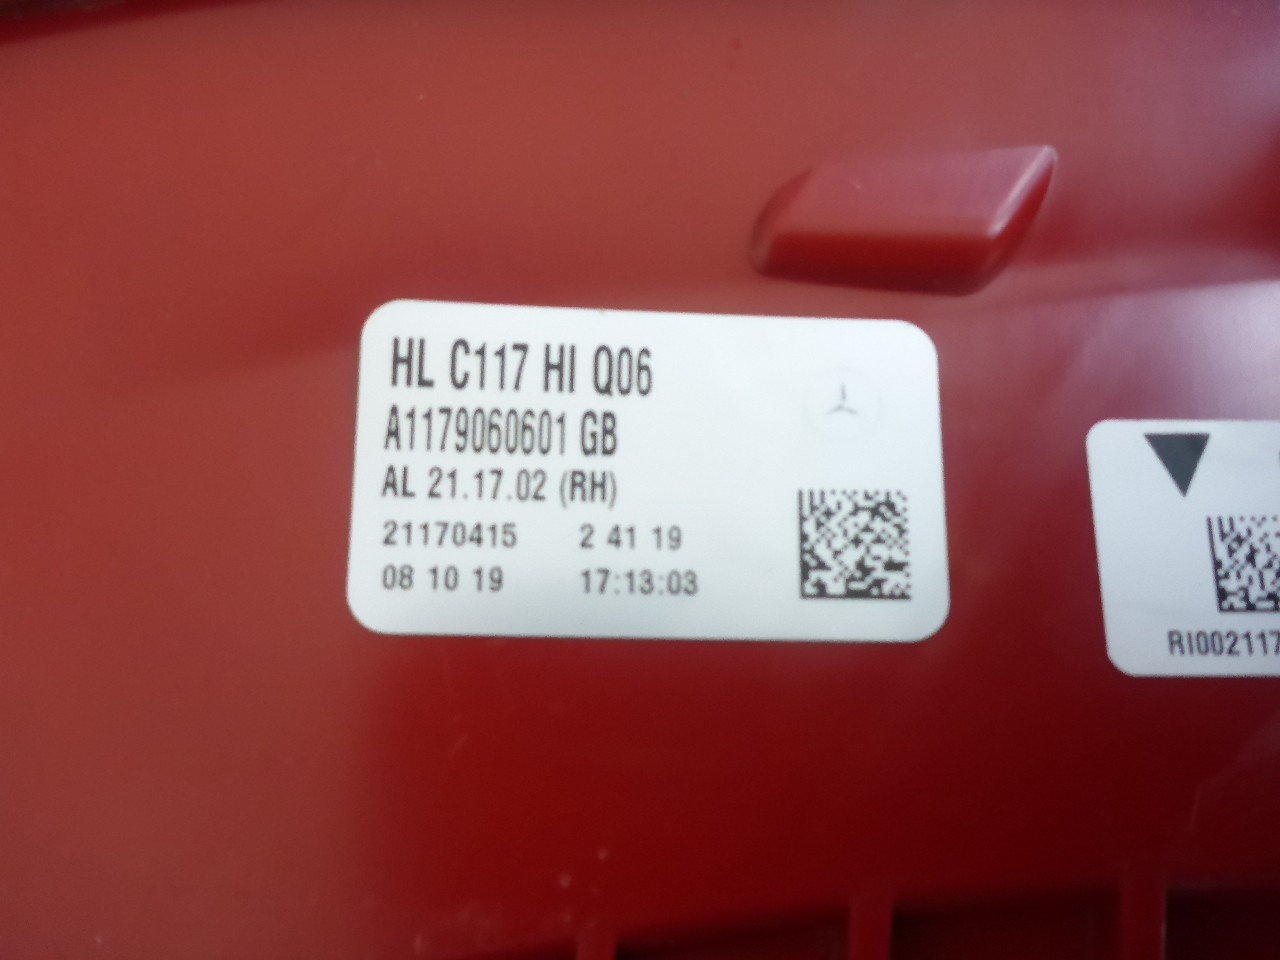 HL C117 HI Q06
A1179060601 GB
AL 21.17.02 (RH)
21170415 2 41 19
08 10 19 17:13:03
RI002117